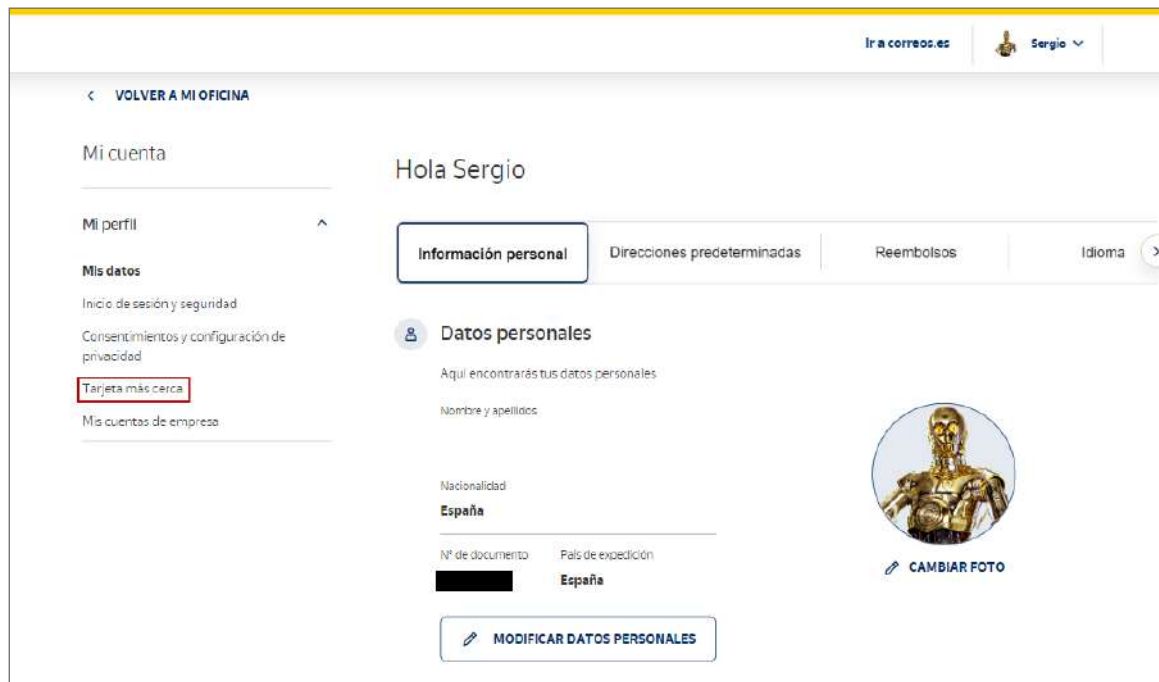 Ir a correos.es
Sergio
VOLVER A MI OFICINA
Mi cuenta
Mi perfil
Mis datos
Inicio de sesión y seguridad
Consentimientos y configuración de
privacidad
Tarjeta más cerca
Mis cuentas de empresa
Hola Sergio
Información personal
Direcciones predeterminadas
Reembolsos
Idioma
Datos personales
Aquí encontrarás tus datos personales
Nombre y apellidos
Nacionalidad
España
Nº de documento
País de expedición
España
MODIFICAR DATOS PERSONALES
CAMBIAR FOTO